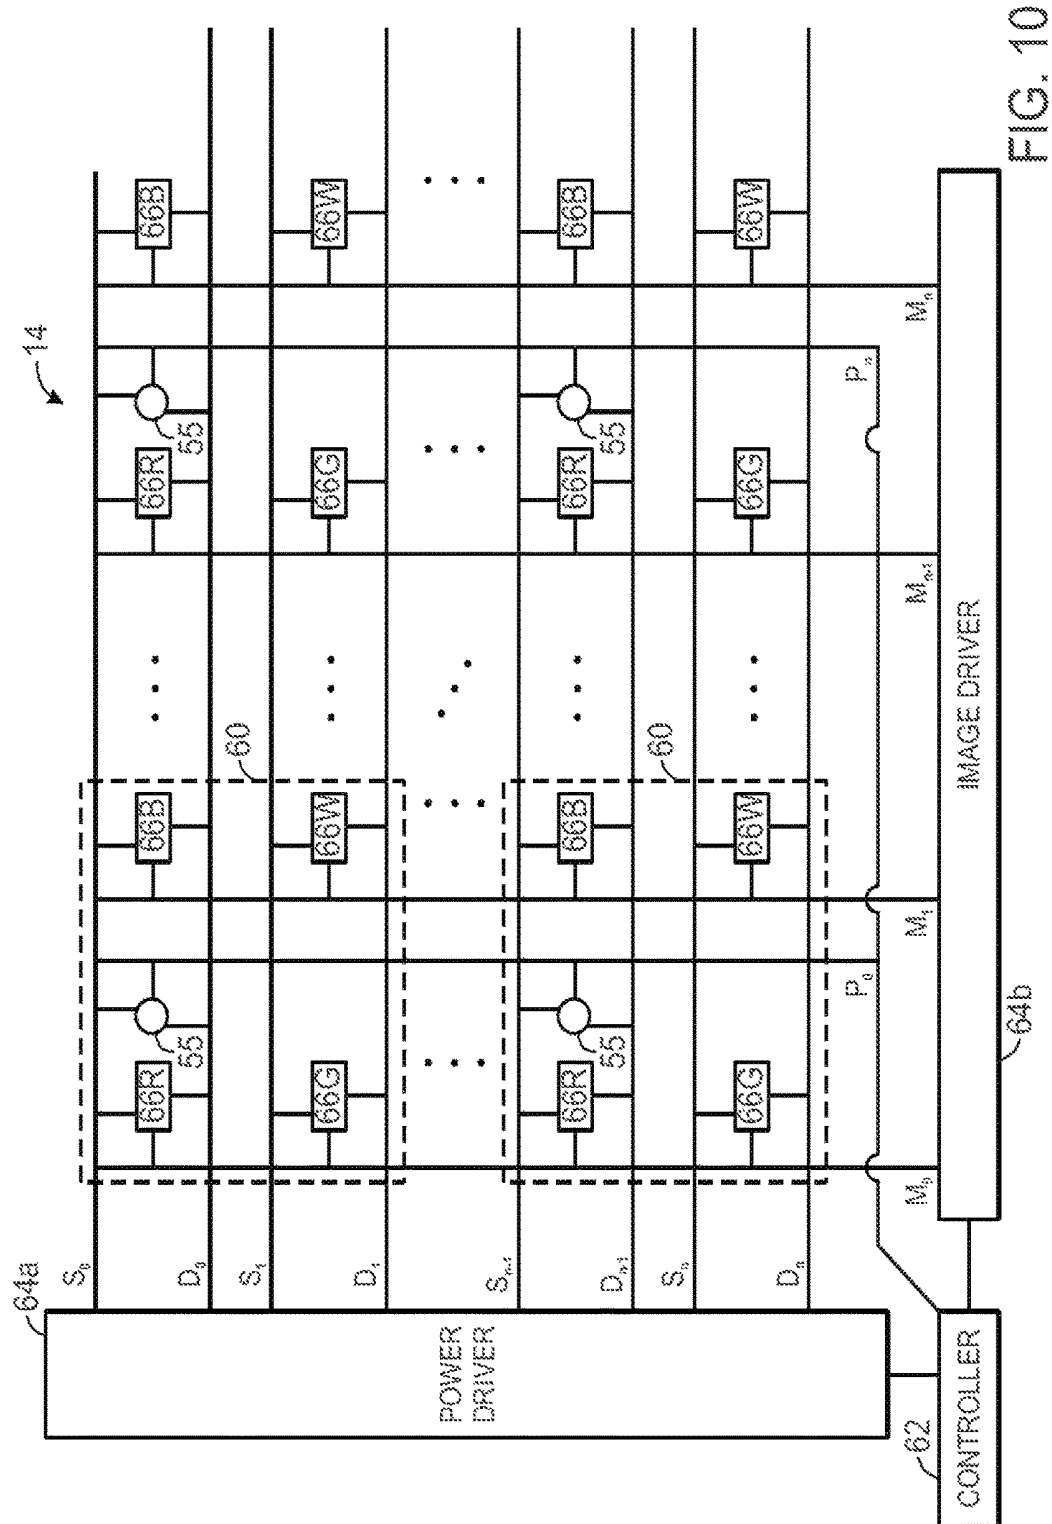 64a
14
S₀
66R 66B 66R 66B
D₀ 55 55
60
S₁
66G 66W 66G 66W
D₁
POWER
DRIVER
Sₙ₋₁
66R 66B 66R 66B
Dₙ₋₁ 55 55
60
Sₙ
66G 66W 66G 66W
Dₙ
P₀ Pₙ
62 M₀ M₁ Mₙ₋₁ Mₙ
CONTROLLER IMAGE DRIVER
64b
FIG. 10